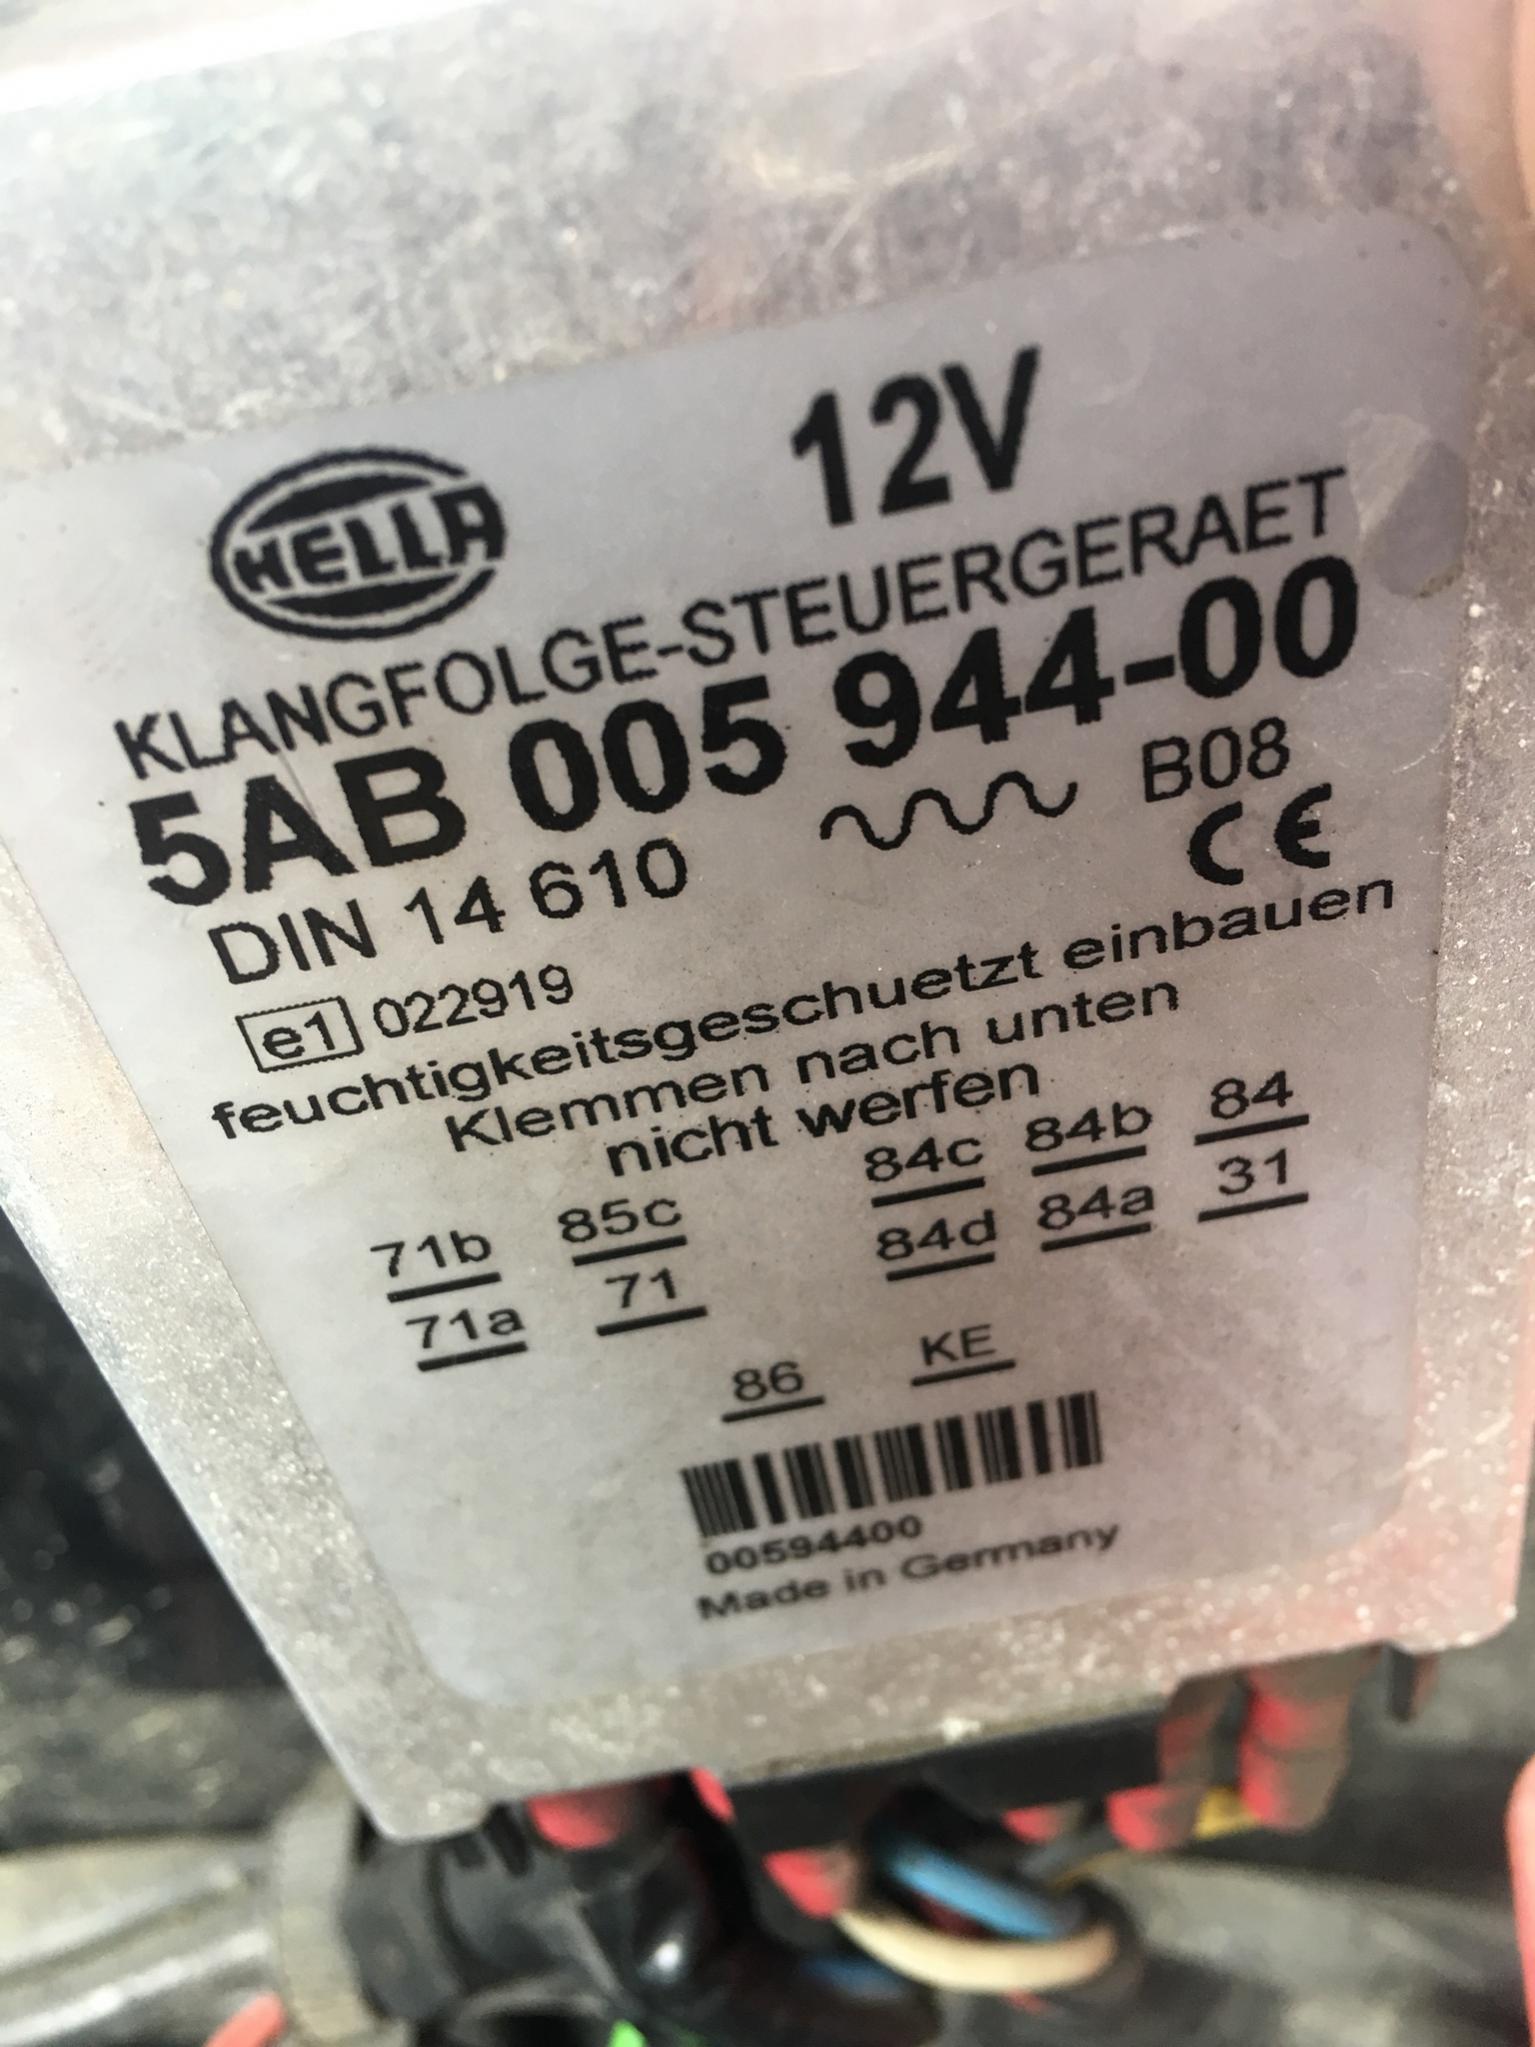 HELLA
12V
KLANGFOLGE-STEUERGERAET
5AB 005 944-00
DIN 14 610 B08
CE
e1 022919
feuchtigkeitsgeschuetzt einbauen
Klemmen nach unten
nicht werfen
71b 85c 84c 84b 84
71a 71 84d 84a 31
86 KE
00594400
Made in Germany